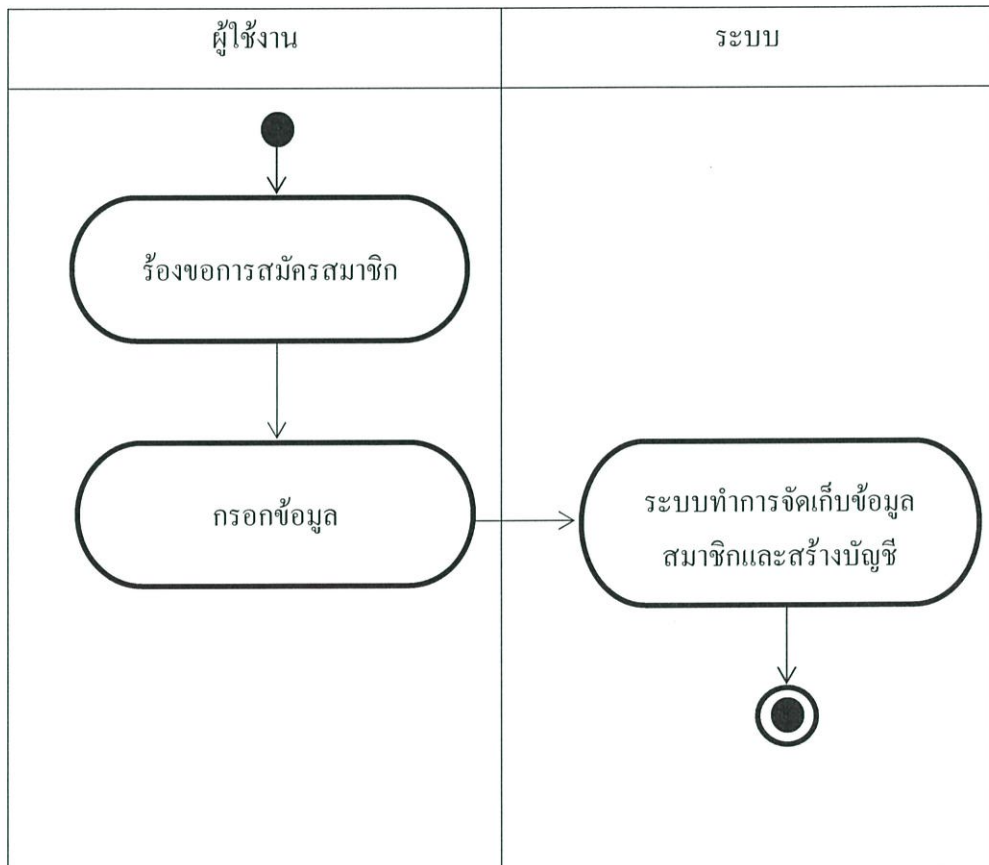 ผู้ใช้งาน
ระบบ
ร้องขอการสมัครสมาชิก
กรอกข้อมูล
ระบบทำการจัดเก็บข้อมูล
สมาชิกและสร้างบัญชี